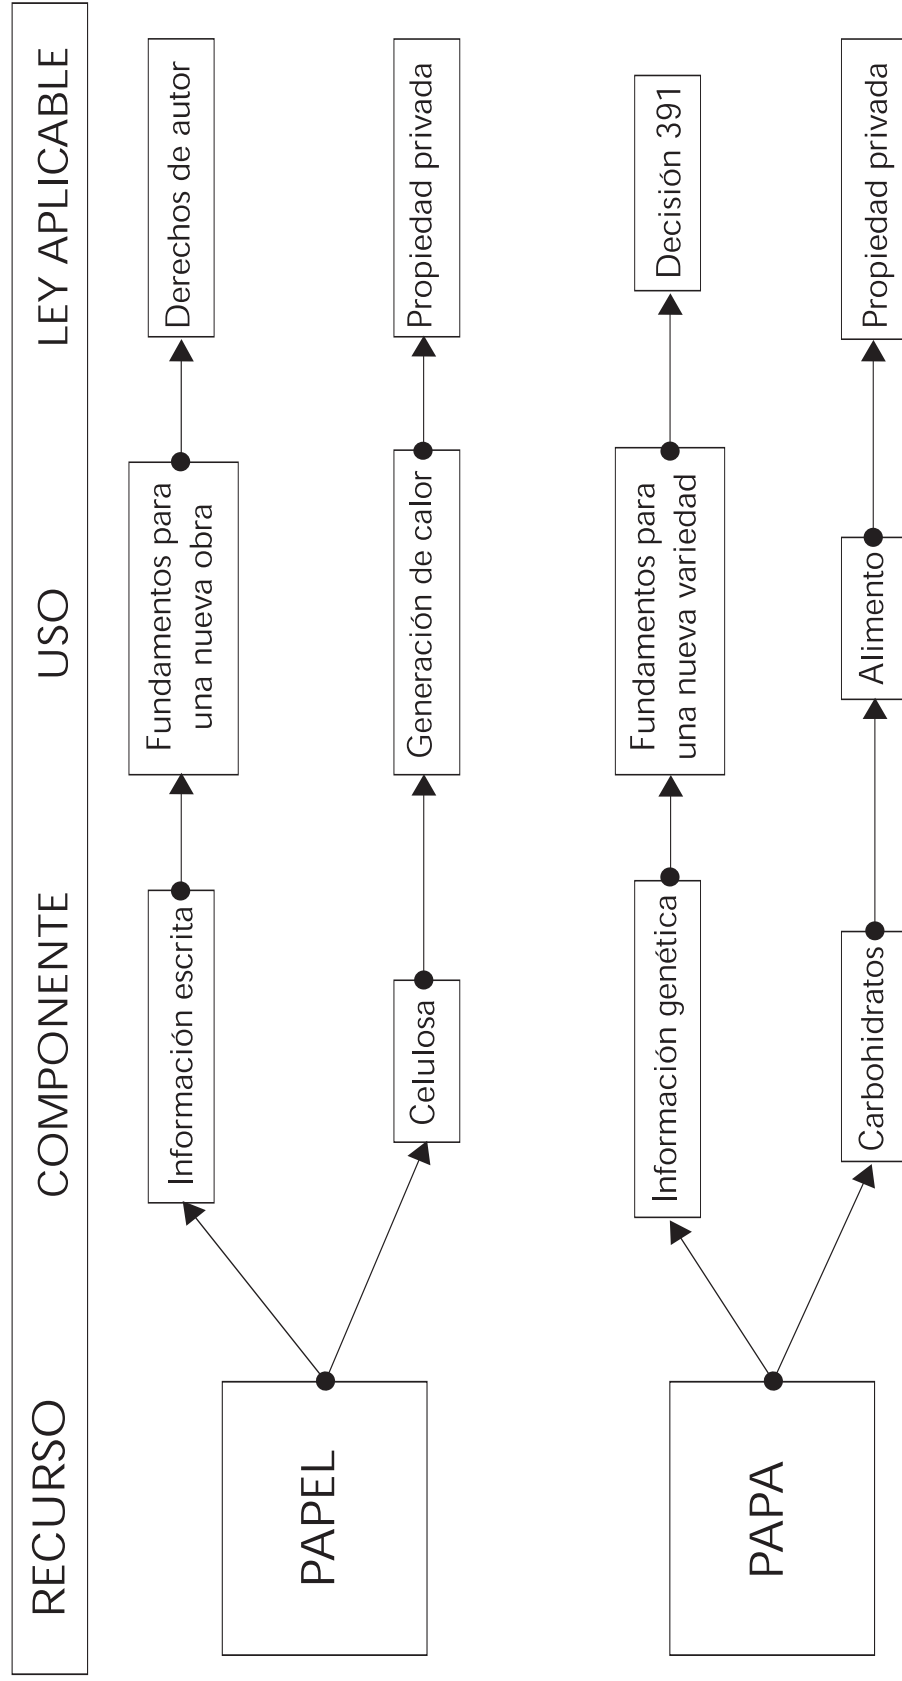 RECURSO
COMPONENTE
USO
LEY APLICABLE
PAPEL
Información escrita
Fundamentos para
una nueva obra
Derechos de autor
Celulosa
Generación de calor
Propiedad privada
PAPA
Información genética
Fundamentos para
una nueva variedad
Decisión 391
Carbohidratos
Alimento
Propiedad privada